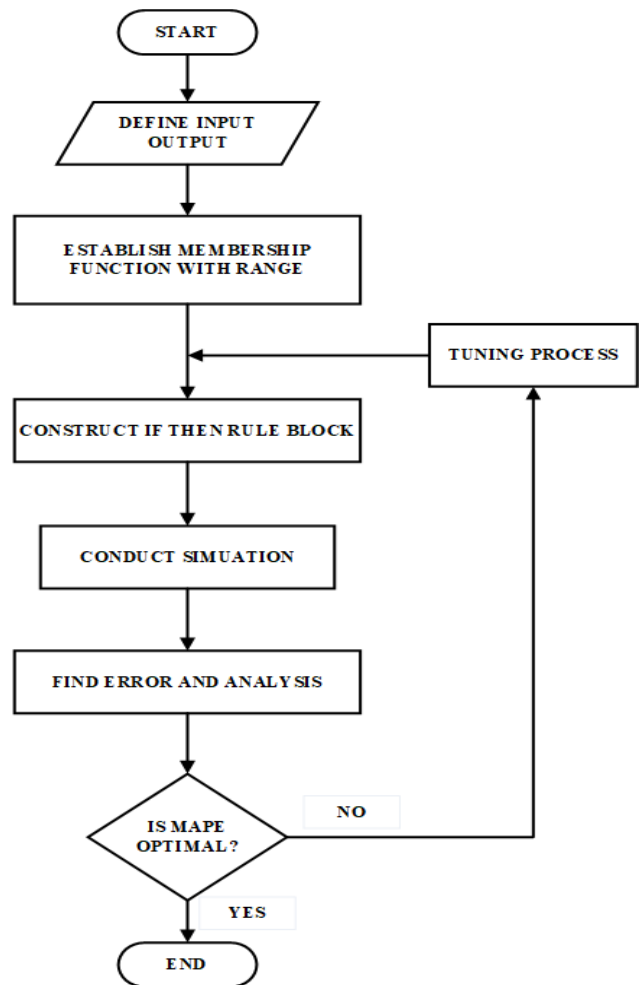 START
DEFINE INPUT
OUTPUT
ESTABLISH MEMBERSHIP
FUNCTION WITH RANGE
TUNING PROCESS
CONSTRUCT IF THEN RULE BLOCK
CONDUCT SIMUATION
FIND ERROR AND ANALYSIS
IS MAPE
OPTIMAL?
NO
YES
END